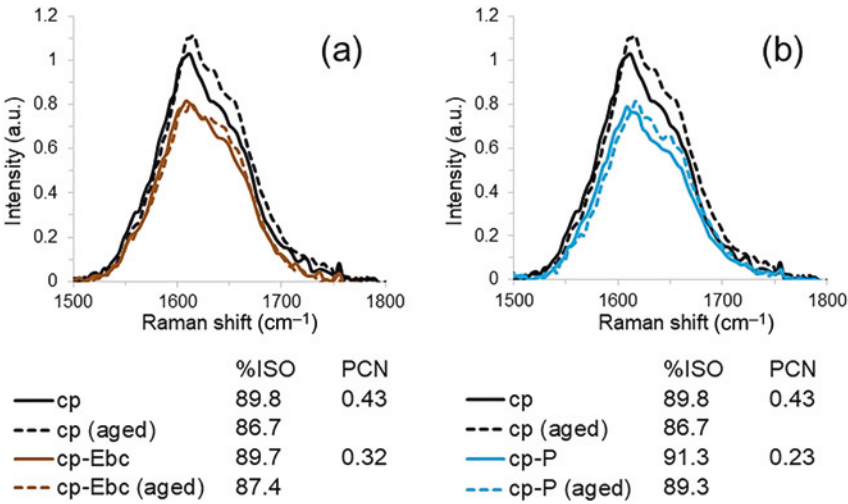 (a)
Intensity (a.u.)
1.2
1
0.8
0.6
0.4
0.2
0
1500 1600 1700 1800
Raman shift (cm⁻¹)
%ISO PCN
cp 89.8 0.43
cp (aged) 86.7
cp-Ebc 89.7 0.32
cp-Ebc (aged) 87.4
(b)
Intensity (a.u.)
1.2
1
0.8
0.6
0.4
0.2
0
1500 1600 1700 1800
Raman shift (cm⁻¹)
%ISO PCN
cp 89.8 0.43
cp (aged) 86.7
cp-P 91.3 0.23
cp-P (aged) 89.3